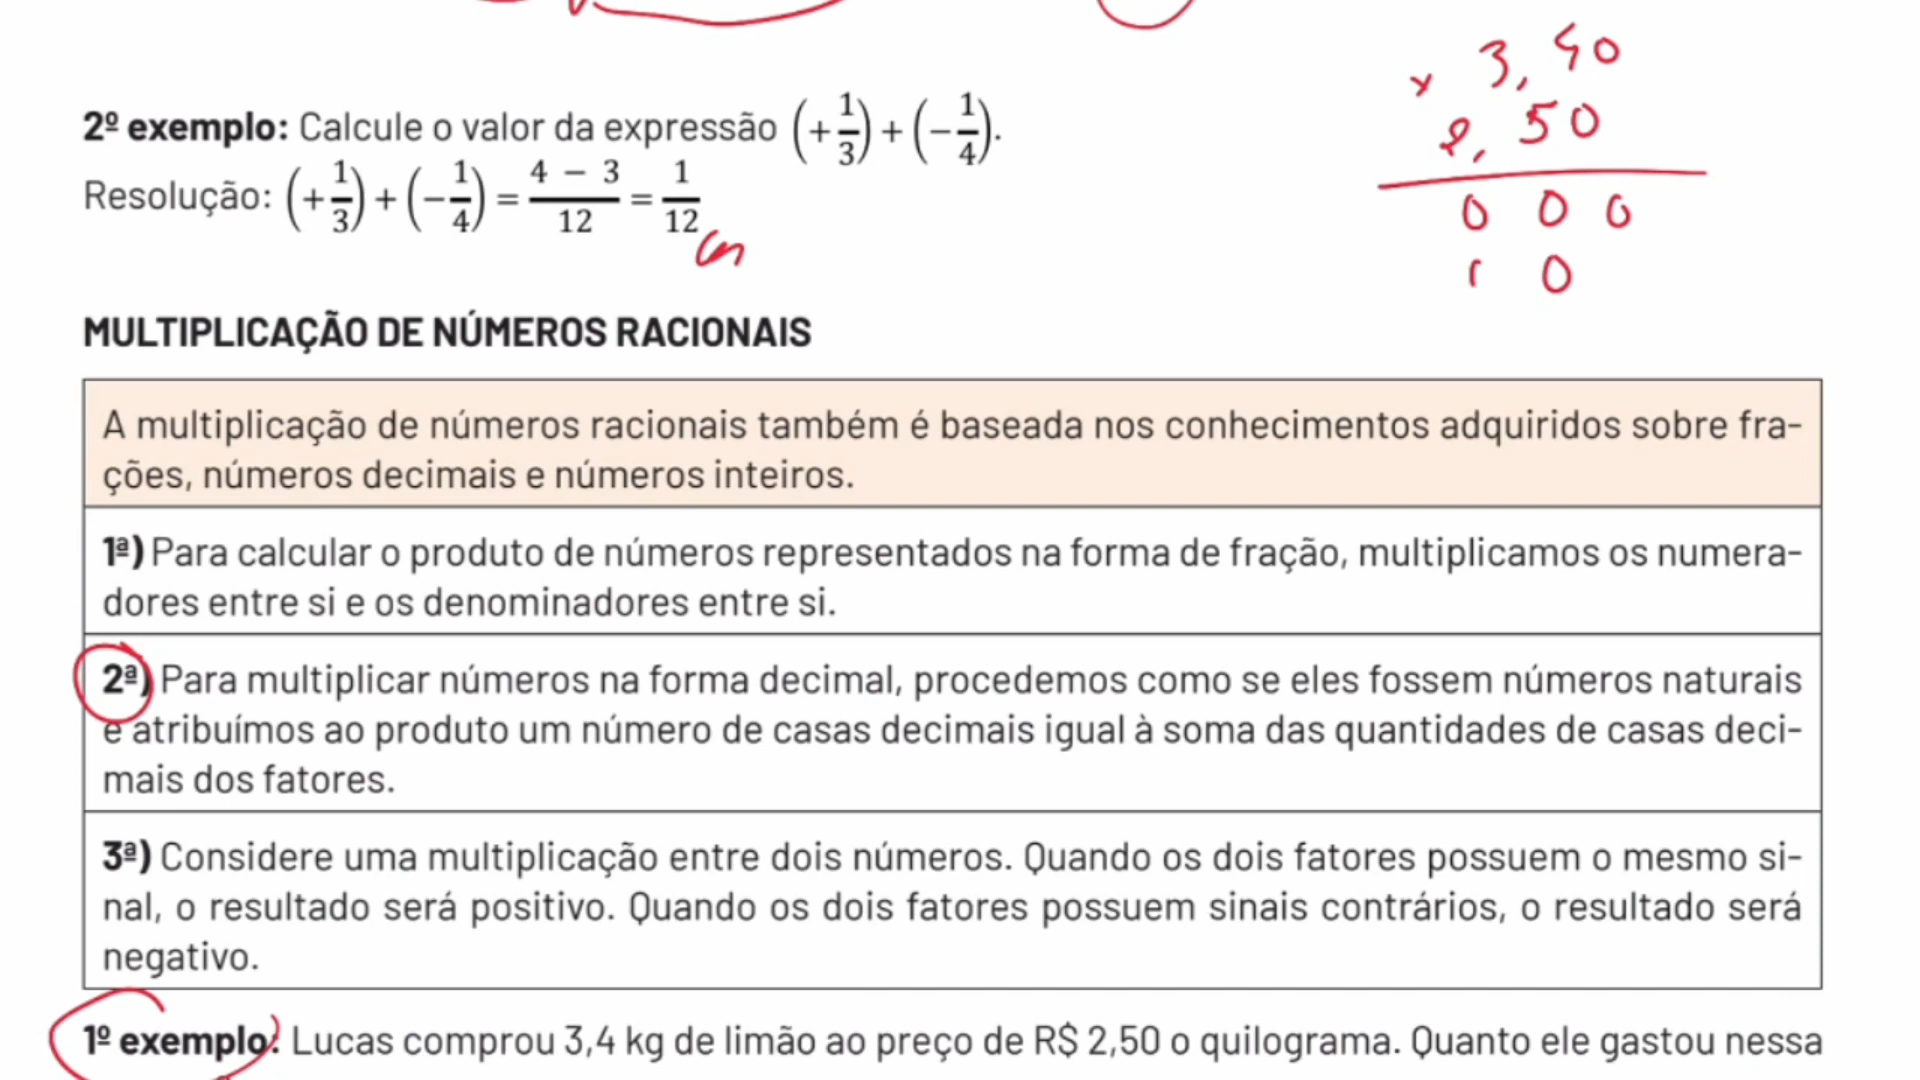 2º exemplo: Calcule o valor da expressão (+1/3) + (−1/4).
Resolução: (+1/3) + (−1/4) = (4 − 3)/12 = 1/12
× 3,40
2,50
0 0 0
1 0
MULTIPLICAÇÃO DE NÚMEROS RACIONAIS
A multiplicação de números racionais também é baseada nos conhecimentos adquiridos sobre fra-
ções, números decimais e números inteiros.
1ª) Para calcular o produto de números representados na forma de fração, multiplicamos os numera-
dores entre si e os denominadores entre si.
2ª) Para multiplicar números na forma decimal, procedemos como se eles fossem números naturais
e atribuímos ao produto um número de casas decimais igual à soma das quantidades de casas deci-
mais dos fatores.
3ª) Considere uma multiplicação entre dois números. Quando os dois fatores possuem o mesmo si-
nal, o resultado será positivo. Quando os dois fatores possuem sinais contrários, o resultado será
negativo.
1º exemplo: Lucas comprou 3,4 kg de limão ao preço de R$ 2,50 o quilograma. Quanto ele gastou nessa